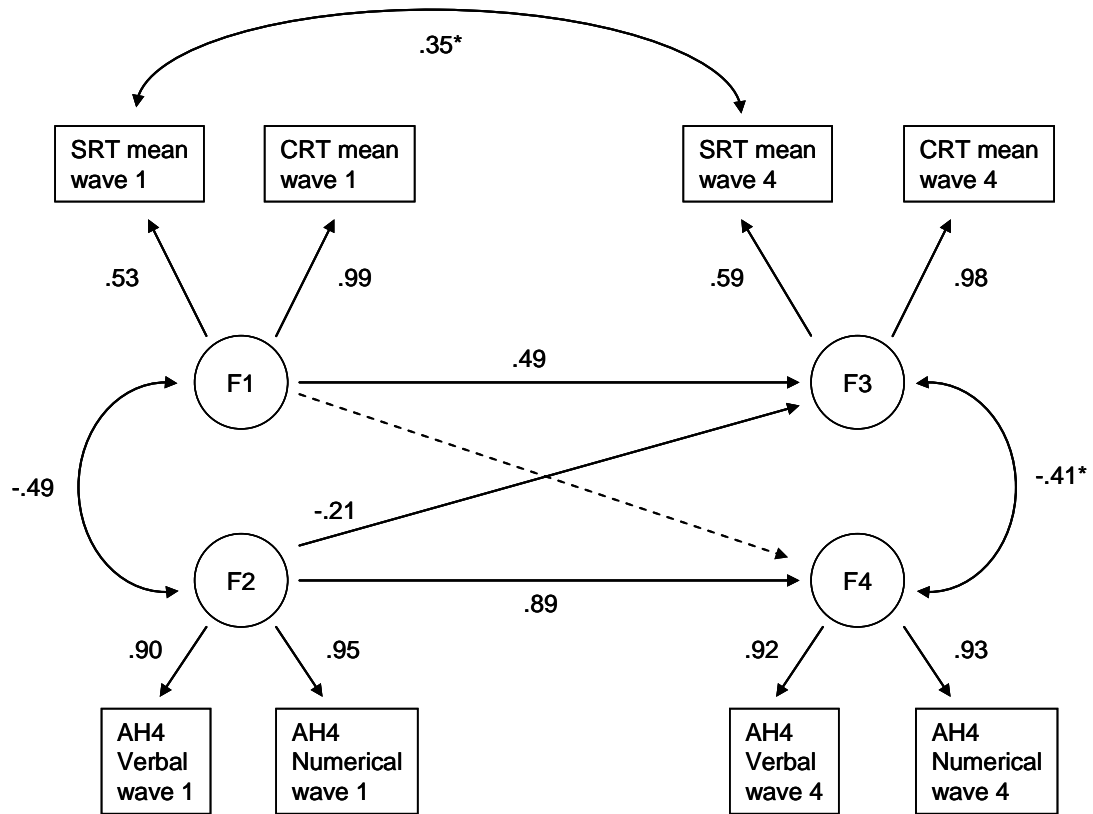 .35*
SRT mean
wave 1
CRT mean
wave 1
SRT mean
wave 4
CRT mean
wave 4
.53
.99
.59
.98
.49
F1
F3
-.49
-.41*
-.21
F2
F4
.89
.90
.95
.92
.93
AH4
Verbal
wave 1
AH4
Numerical
wave 1
AH4
Verbal
wave 4
AH4
Numerical
wave 4